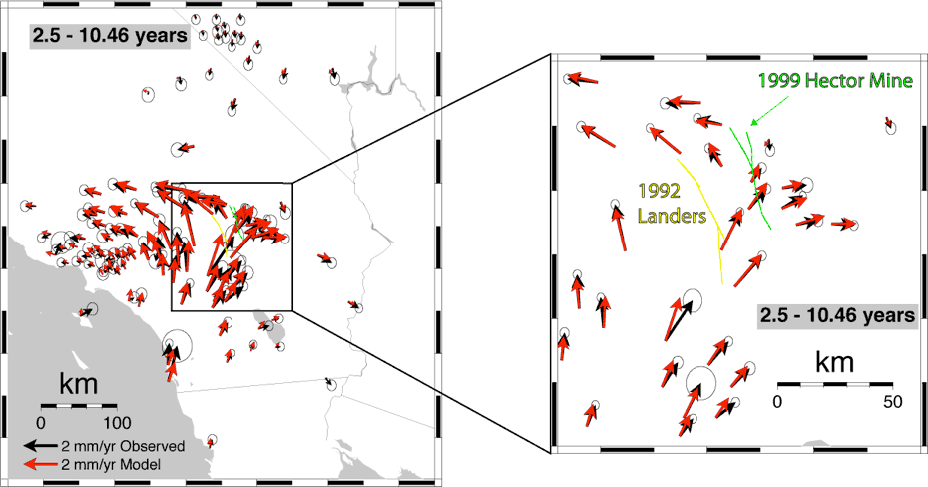 2.5 - 10.46 years
km
0 100
2 mm/yr Observed
2 mm/yr Model
1999 Hector Mine
1992
Landers
2.5 - 10.46 years
km
0 50